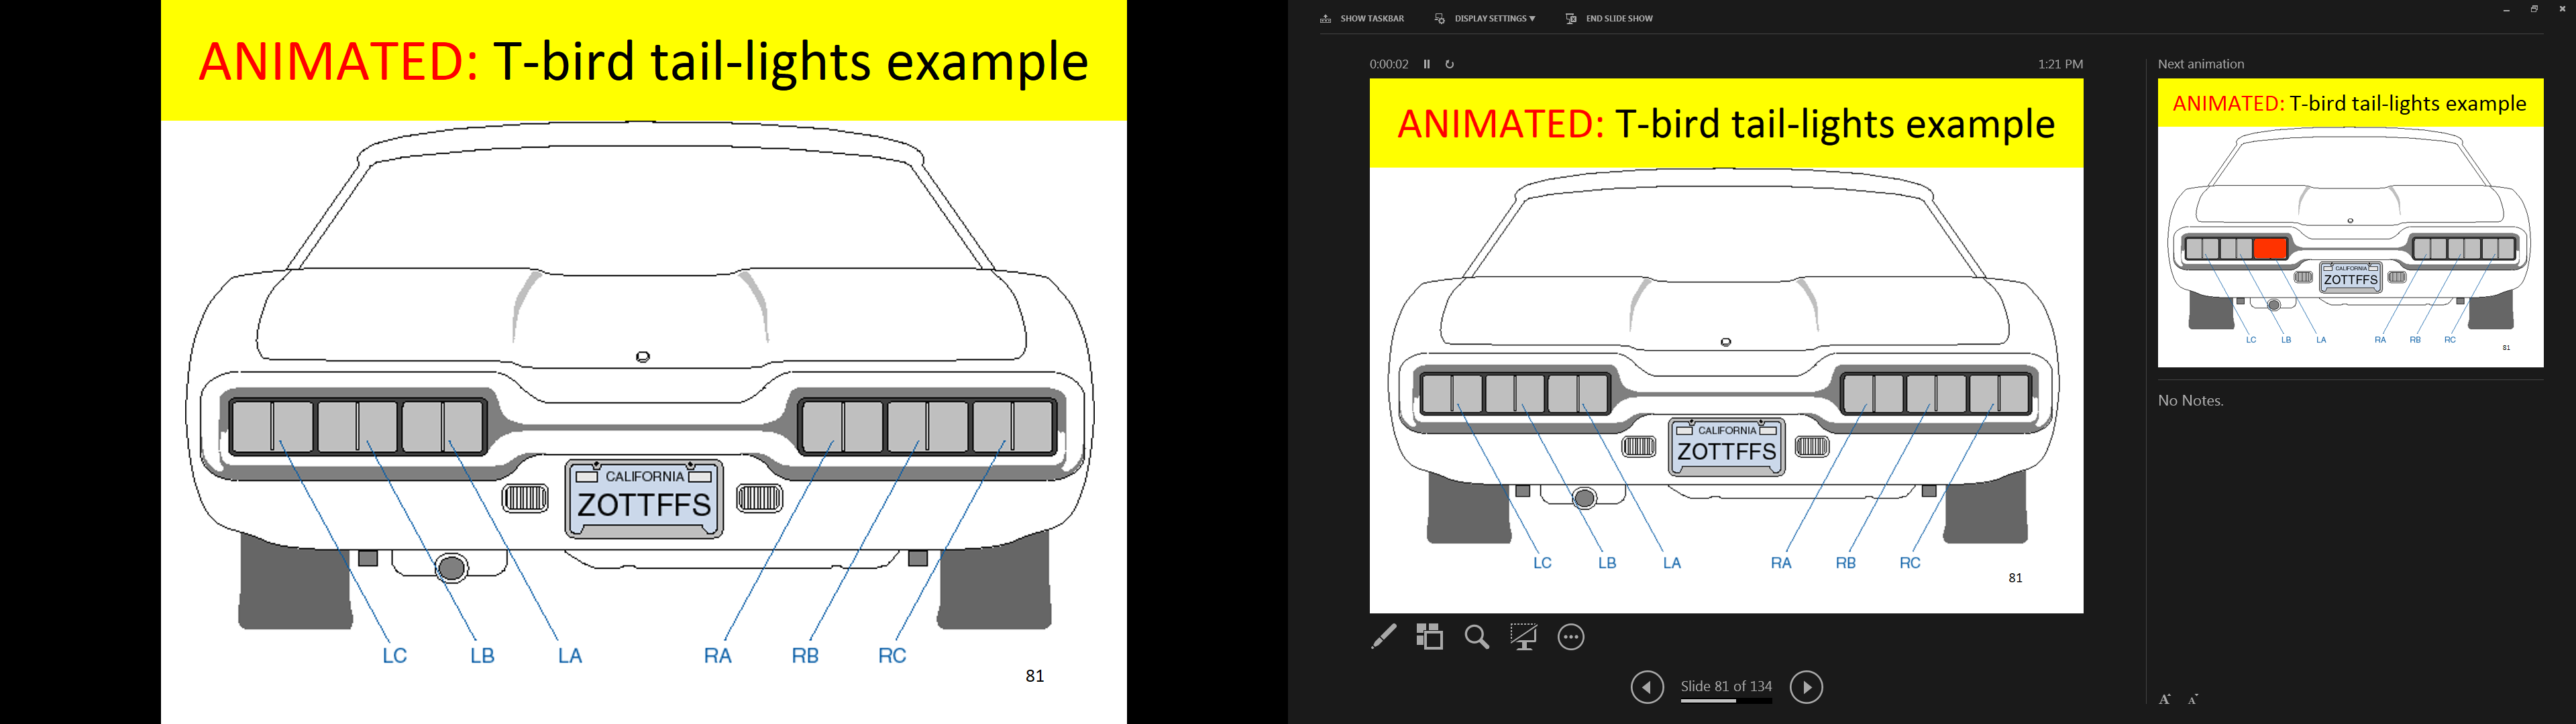 ANIMATED: T-bird tail-lights example
CALIFORNIA
ZOTTFFS
LC LB LA RA RB RC
81
SHOW TASKBAR DISPLAY SETTINGS ▼ END SLIDE SHOW
0:00:02 1:21 PM
ANIMATED: T-bird tail-lights example
CALIFORNIA
ZOTTFFS
LC LB LA RA RB RC
81
Slide 81 of 134
Next animation
ANIMATED: T-bird tail-lights example
CALIFORNIA
ZOTTFFS
LC LB LA RA RB RC
81
No Notes.
A A